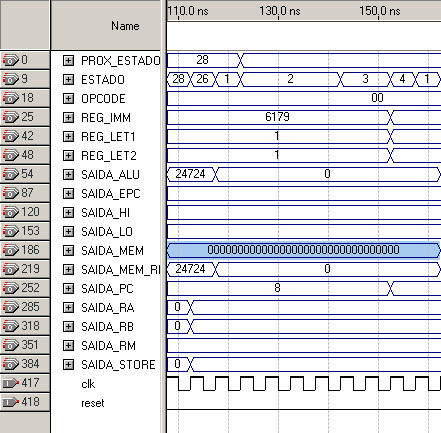 Name 110.0 ns 130.0 ns 150.0 ns
0 PROX_ESTADO 28
9 ESTADO 28 26 1 2 3 4 1
18 OPCODE 00
25 REG_IMM 6179
42 REG_LET1 1
48 REG_LET2 1
54 SAIDA_ALU 24724 0
87 SAIDA_EPC
120 SAIDA_HI
153 SAIDA_LO
186 SAIDA_MEM 00000000000000000000000000000000
219 SAIDA_MEM_RI 24724 0
252 SAIDA_PC 8
285 SAIDA_RA 0
318 SAIDA_RB 0
351 SAIDA_RM
384 SAIDA_STORE 0
417 clk
418 reset